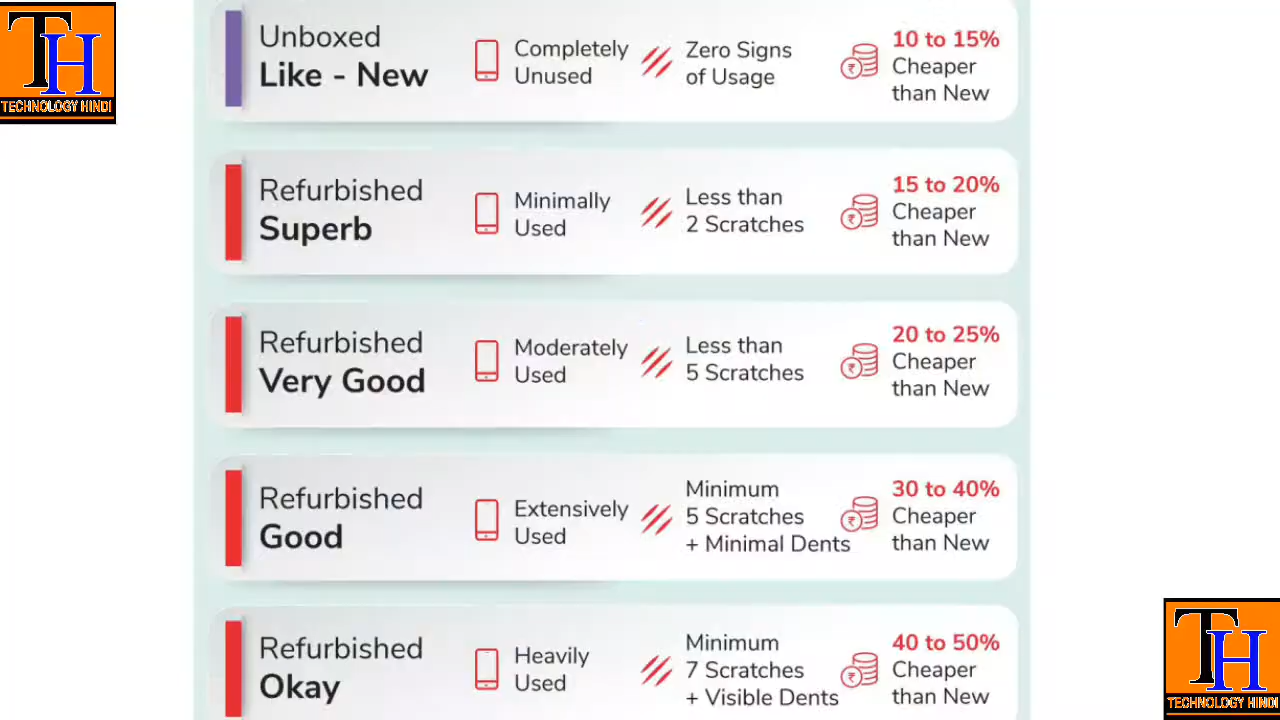 TH
TECHNOLOGY HINDI
Unboxed
Like - New
Completely
Unused
Zero Signs
of Usage
10 to 15%
Cheaper
than New
Refurbished
Superb
Minimally
Used
Less than
2 Scratches
15 to 20%
Cheaper
than New
Refurbished
Very Good
Moderately
Used
Less than
5 Scratches
20 to 25%
Cheaper
than New
Refurbished
Good
Extensively
Used
Minimum
5 Scratches
+ Minimal Dents
30 to 40%
Cheaper
than New
Refurbished
Okay
Heavily
Used
Minimum
7 Scratches
+ Visible Dents
40 to 50%
Cheaper
than New
TH
TECHNOLOGY HINDI